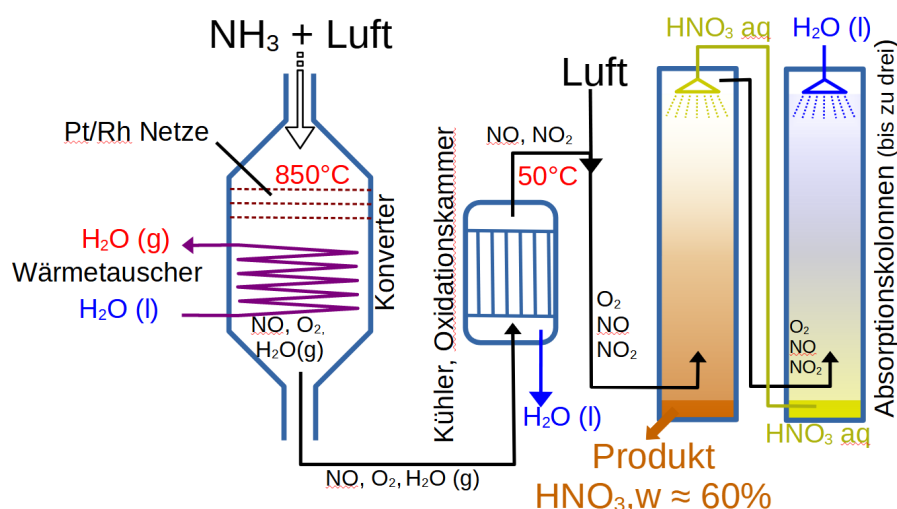 NH₃ + Luft
Pt/Rh Netze
850°C
H₂O (g)
Wärmetauscher
H₂O (l)
Konverter
NO, O₂,
H₂O(g)
NO, O₂, H₂O (g)
Kühler, Oxidationskammer
NO, NO₂
50°C
H₂O (l)
Luft
O₂
NO
NO₂
HNO₃ aq
H₂O (l)
O₂
NO
NO₂
HNO₃ aq
Absorptionskolonnen (bis zu drei)
Produkt
HNO₃,w ≈ 60%